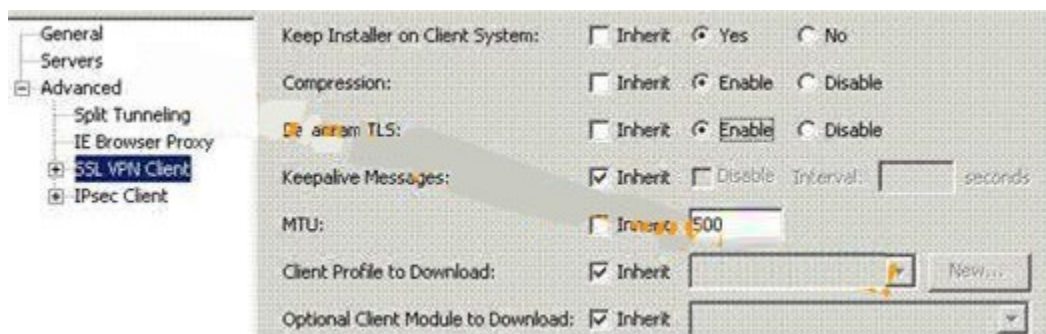 General
Servers
Advanced
Split Tunneling
IE Browser Proxy
SSL VPN Client
IPsec Client
Keep Installer on Client System: Inherit Yes No
Compression: Inherit Enable Disable
TLS: Inherit Enable Disable
Keepalive Messages: Inherit Disable Interval: seconds
MTU: 500
Client Profile to Download: Inherit New...
Optional Client Module to Download: Inherit